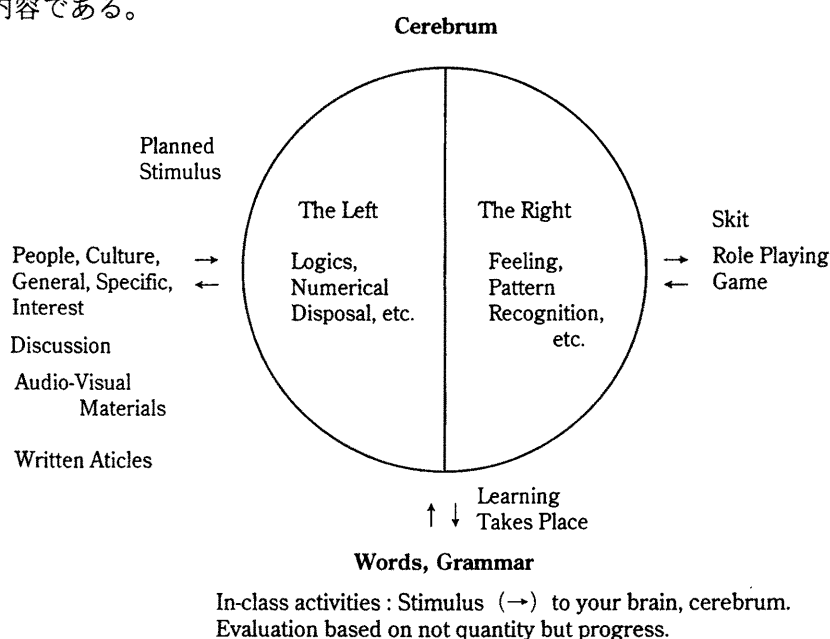 内容である。
Cerebrum
Planned
Stimulus
The Left
The Right
Skit
People, Culture, →
General, Specific, ←
Interest
Logics,
Numerical
Disposal, etc.
Feeling,
Pattern
Recognition,
etc.
→ Role Playing
← Game
Discussion
Audio-Visual
Materials
Written Aticles
↑ ↓ Learning
Takes Place
Words, Grammar
In-class activities : Stimulus (→) to your brain, cerebrum.
Evaluation based on not quantity but progress.